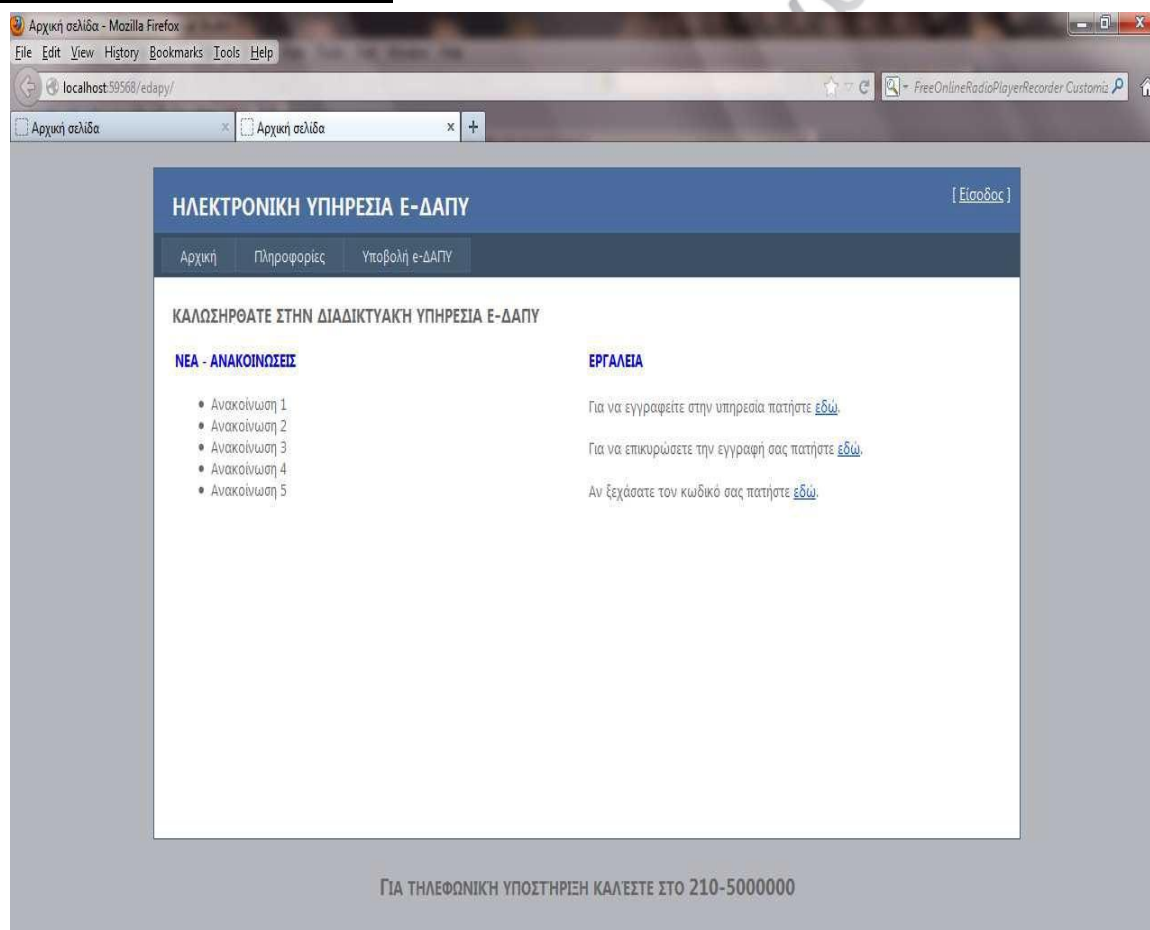 Αρχική σελίδα - Mozilla Firefox
File Edit View History Bookmarks Tools Help
localhost:59568/edapy/
FreeOnlineRadioPlayerRecorder Customiz
Αρχική σελίδα
Αρχική σελίδα
ΗΛΕΚΤΡΟΝΙΚΗ ΥΠΗΡΕΣΙΑ Ε-ΔΑΠΥ
[ Είσοδος ]
Αρχική Πληροφορίες Υποβολή e-ΔΑΠΥ
ΚΑΛΩΣΗΡΘΑΤΕ ΣΤΗΝ ΔΙΑΔΙΚΤΥΑΚΉ ΥΠΗΡΕΣΙΑ Ε-ΔΑΠΥ
ΝΕΑ - ΑΝΑΚΟΙΝΩΣΕΙΣ
• Ανακοίνωση 1
• Ανακοίνωση 2
• Ανακοίνωση 3
• Ανακοίνωση 4
• Ανακοίνωση 5
ΕΡΓΑΛΕΙΑ
Για να εγγραφείτε στην υπηρεσία πατήστε εδώ.
Για να επικυρώσετε την εγγραφή σας πατήστε εδώ.
Αν ξεχάσατε τον κωδικό σας πατήστε εδώ.
ΓΙΑ ΤΗΛΕΦΩΝΙΚΉ ΥΠΟΣΤΗΡΙΞΗ ΚΑΛΈΣΤΕ ΣΤΟ 210-5000000